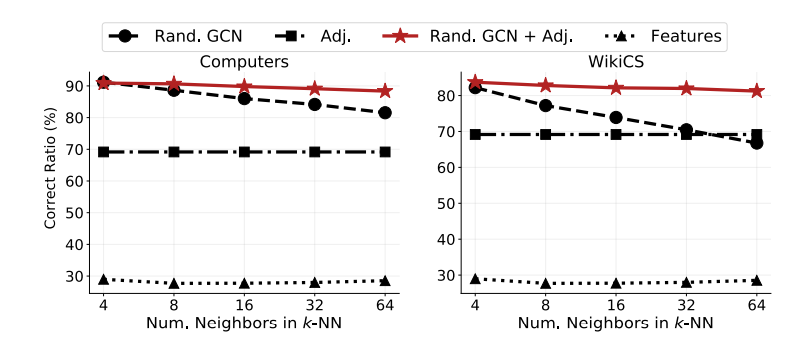 Rand. GCN Adj. Rand. GCN + Adj. Features
Computers
WikiCS
Correct Ratio (%)
90
80
70
60
50
40
30
4 8 16 32 64
Num. Neighbors in k-NN
80
70
60
50
40
30
4 8 16 32 64
Num. Neighbors in k-NN